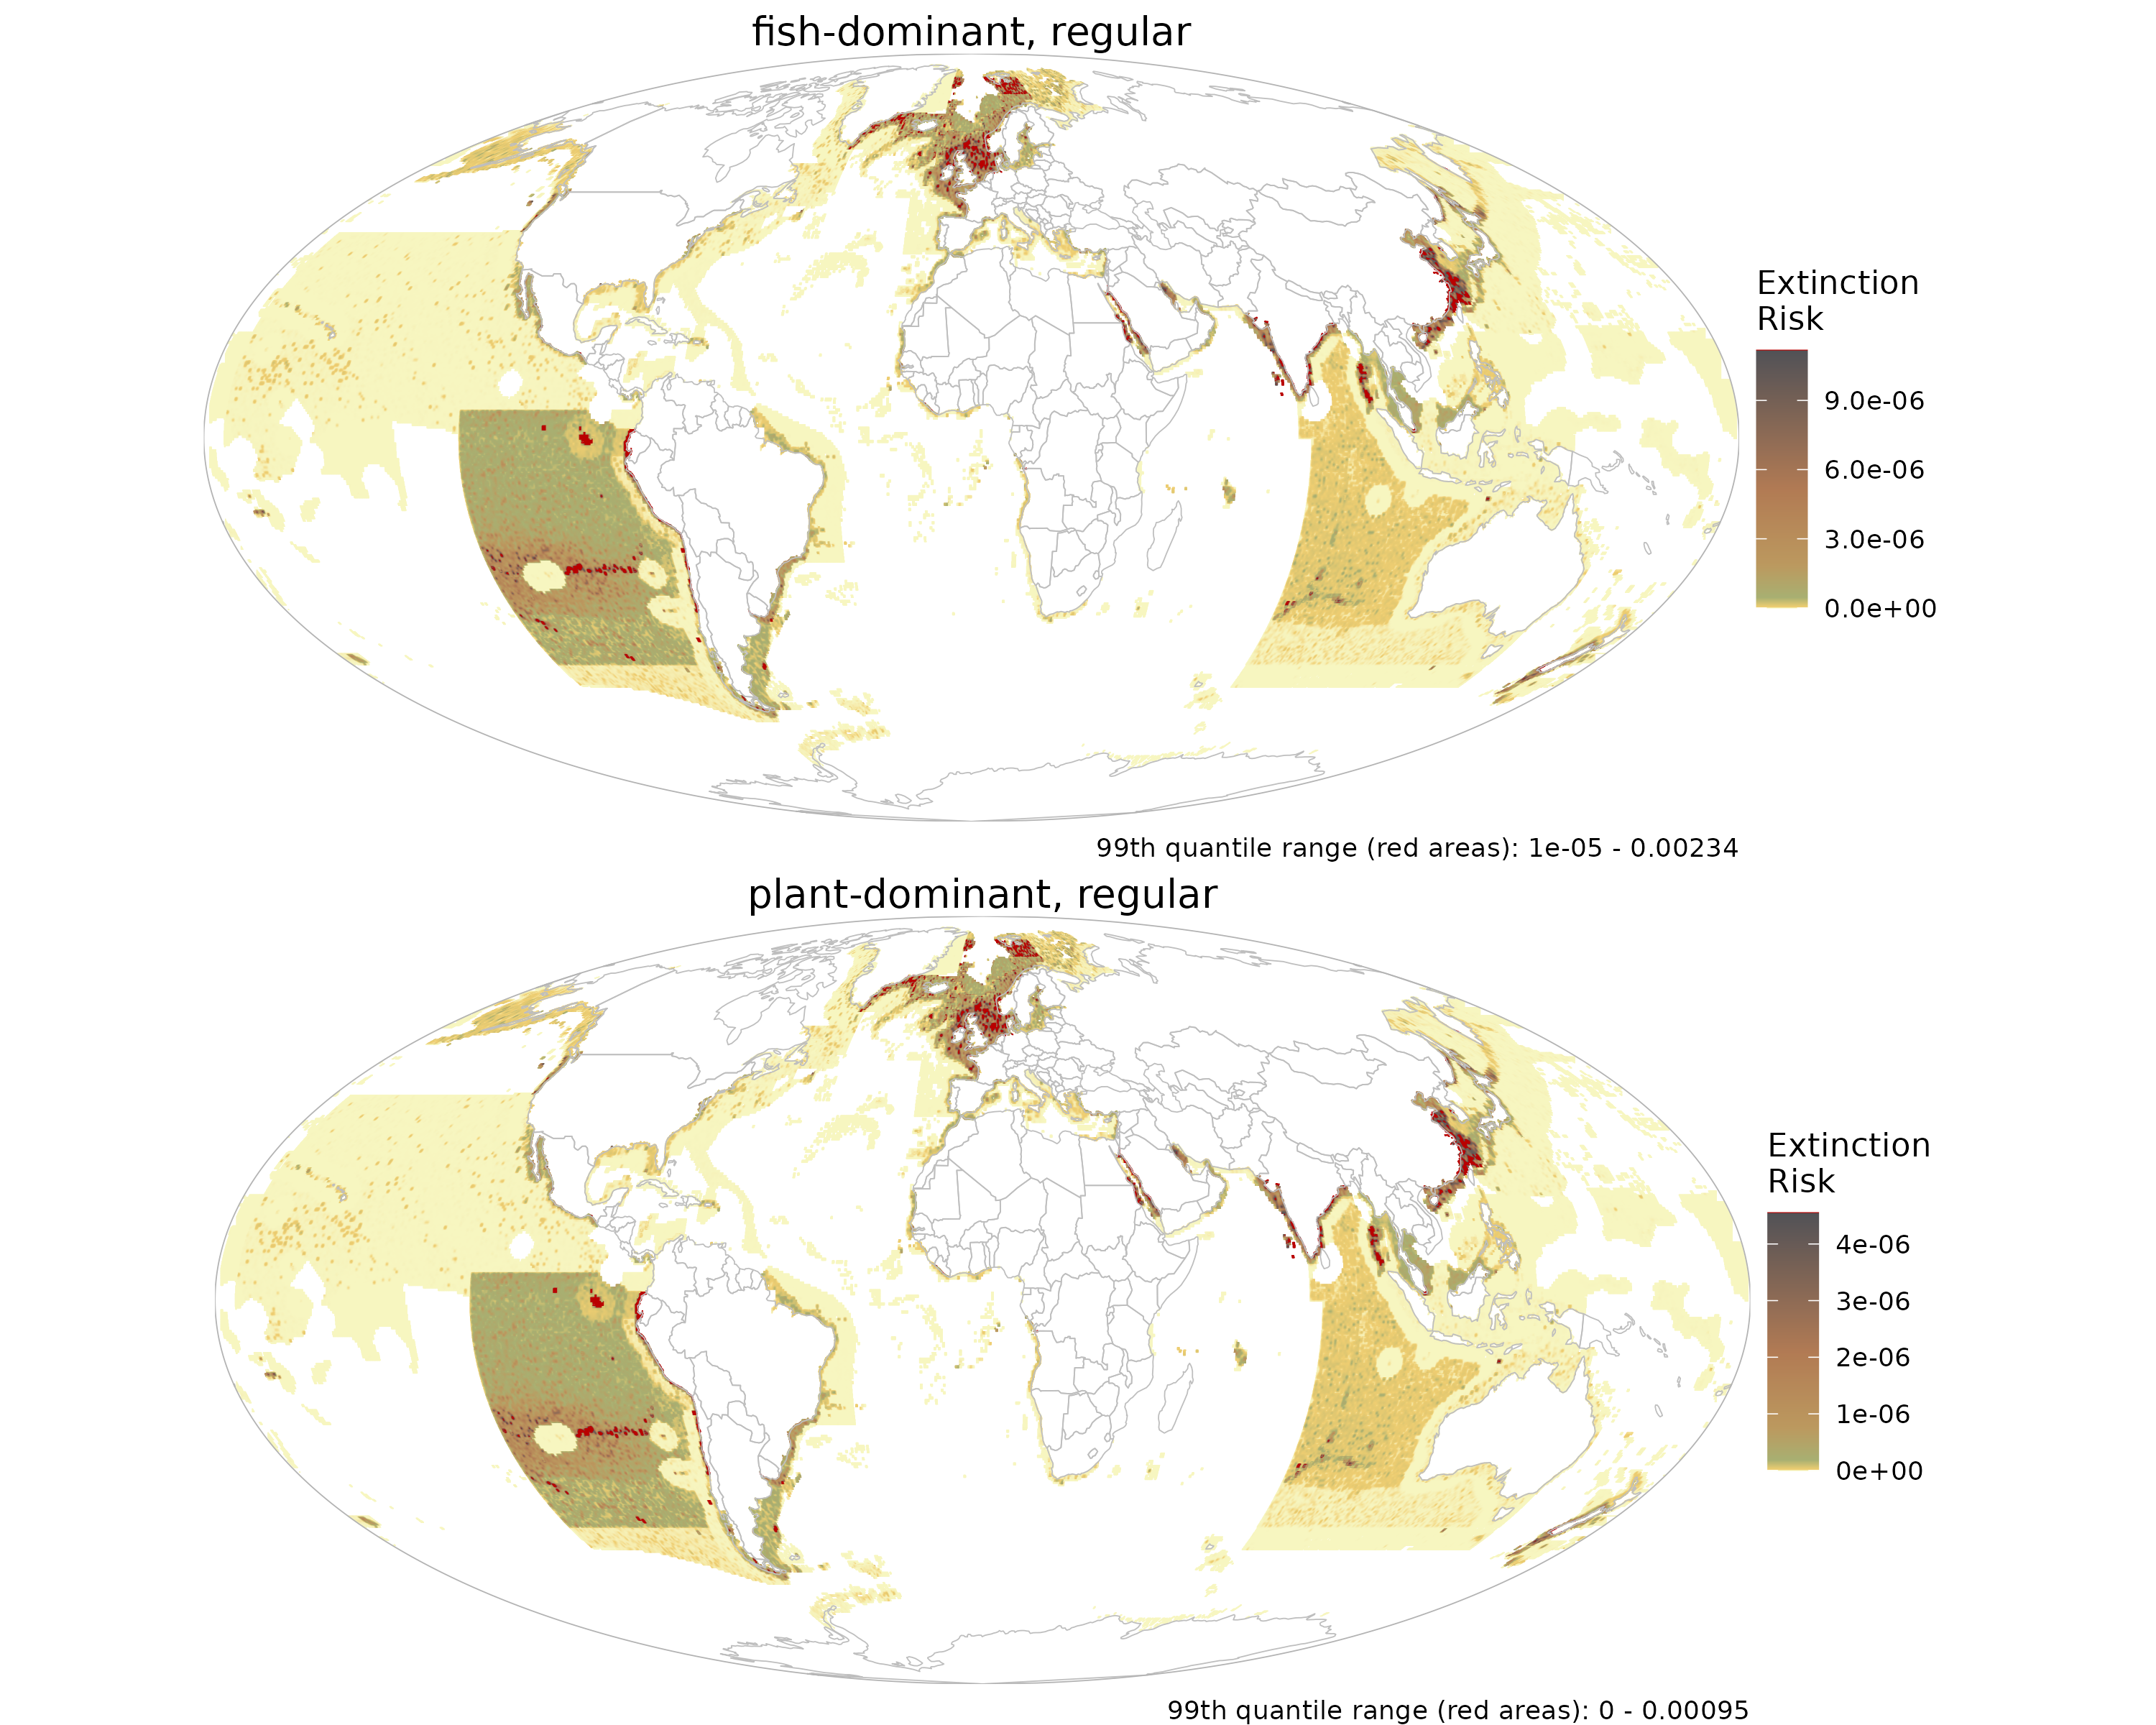 fish-dominant, regular
Extinction
Risk
9.0e-06
6.0e-06
3.0e-06
0.0e+00
99th quantile range (red areas): 1e-05 - 0.00234
plant-dominant, regular
Extinction
Risk
4e-06
3e-06
2e-06
1e-06
0e+00
99th quantile range (red areas): 0 - 0.00095